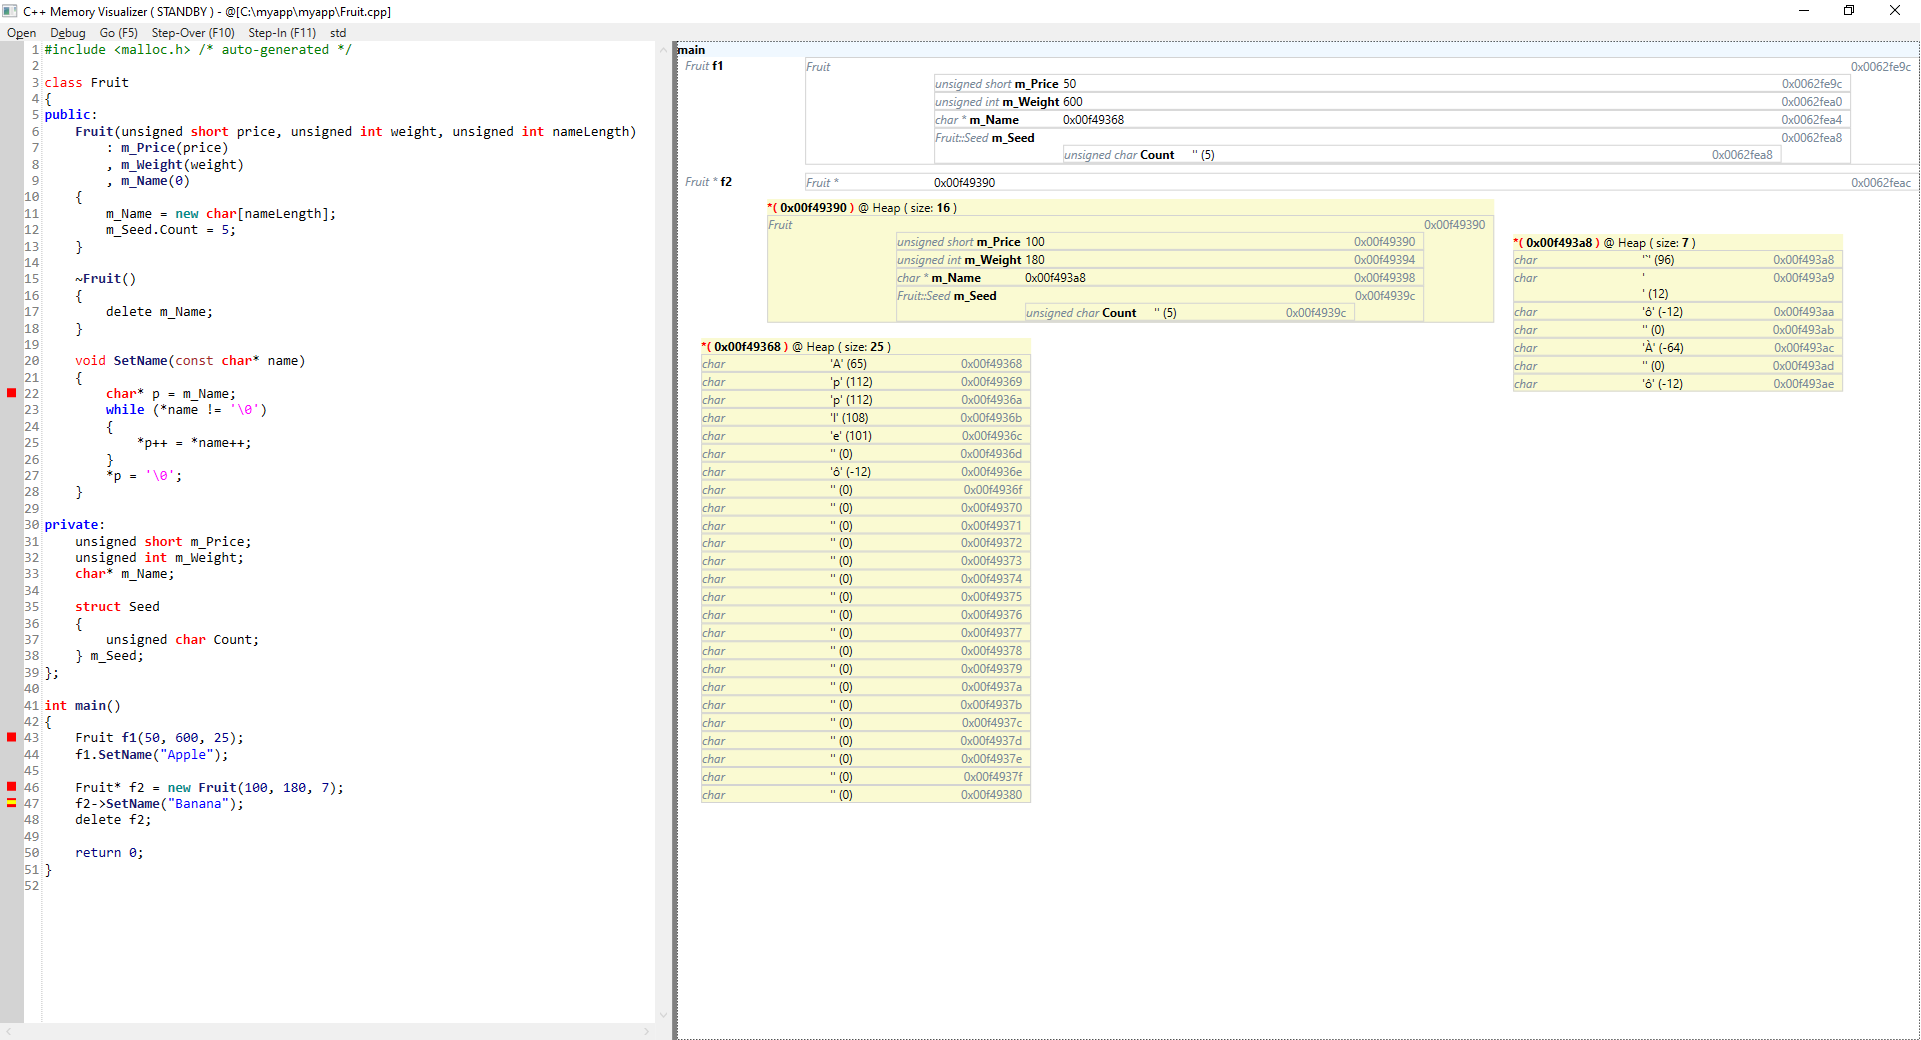 C++ Memory Visualizer ( STANDBY ) - @[C:\myapp\myapp\Fruit.cpp]
Open Debug Go (F5) Step-Over (F10) Step-In (F11) std
1 #include <malloc.h> /* auto-generated */
2
3 class Fruit
4 {
5 public:
6 Fruit(unsigned short price, unsigned int weight, unsigned int nameLength)
7 : m_Price(price)
8 , m_Weight(weight)
9 , m_Name(0)
10 {
11 m_Name = new char[nameLength];
12 m_Seed.Count = 5;
13 }
14
15 ~Fruit()
16 {
17 delete m_Name;
18 }
19
20 void SetName(const char* name)
21 {
22 char* p = m_Name;
23 while (*name != '\0')
24 {
25 *p++ = *name++;
26 }
27 *p = '\0';
28 }
29
30 private:
31 unsigned short m_Price;
32 unsigned int m_Weight;
33 char* m_Name;
34
35 struct Seed
36 {
37 unsigned char Count;
38 } m_Seed;
39 };
40
41 int main()
42 {
43 Fruit f1(50, 600, 25);
44 f1.SetName("Apple");
45
46 Fruit* f2 = new Fruit(100, 180, 7);
47 f2->SetName("Banana");
48 delete f2;
49
50 return 0;
51 }
52
main
Fruit f1 Fruit 0x0062fe9c
unsigned short m_Price 50 0x0062fe9c
unsigned int m_Weight 600 0x0062fea0
char * m_Name 0x00f49368 0x0062fea4
Fruit::Seed m_Seed 0x0062fea8
unsigned char Count '' (5) 0x0062fea8
Fruit * f2 Fruit * 0x00f49390 0x0062feac
*( 0x00f49390 ) @ Heap ( size: 16 )
Fruit 0x00f49390
unsigned short m_Price 100 0x00f49390
unsigned int m_Weight 180 0x00f49394
char * m_Name 0x00f493a8 0x00f49398
Fruit::Seed m_Seed 0x00f4939c
unsigned char Count '' (5) 0x00f4939c
*( 0x00f493a8 ) @ Heap ( size: 7 )
char '`' (96) 0x00f493a8
char ' 0x00f493a9
' (12)
char 'ô' (-12) 0x00f493aa
char '' (0) 0x00f493ab
char 'À' (-64) 0x00f493ac
char '' (0) 0x00f493ad
char 'ô' (-12) 0x00f493ae
*( 0x00f49368 ) @ Heap ( size: 25 )
char 'A' (65) 0x00f49368
char 'p' (112) 0x00f49369
char 'p' (112) 0x00f4936a
char 'l' (108) 0x00f4936b
char 'e' (101) 0x00f4936c
char '' (0) 0x00f4936d
char 'ô' (-12) 0x00f4936e
char '' (0) 0x00f4936f
char '' (0) 0x00f49370
char '' (0) 0x00f49371
char '' (0) 0x00f49372
char '' (0) 0x00f49373
char '' (0) 0x00f49374
char '' (0) 0x00f49375
char '' (0) 0x00f49376
char '' (0) 0x00f49377
char '' (0) 0x00f49378
char '' (0) 0x00f49379
char '' (0) 0x00f4937a
char '' (0) 0x00f4937b
char '' (0) 0x00f4937c
char '' (0) 0x00f4937d
char '' (0) 0x00f4937e
char '' (0) 0x00f4937f
char '' (0) 0x00f49380